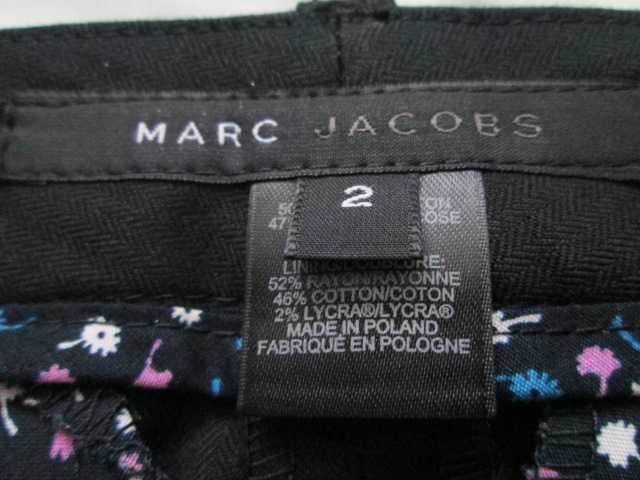 MARC JACOBS
2
52% RAYON/RAYONNE
46% COTTON/COTON
2% LYCRA®/LYCRA®
MADE IN POLAND
FABRIQUÉ EN POLOGNE